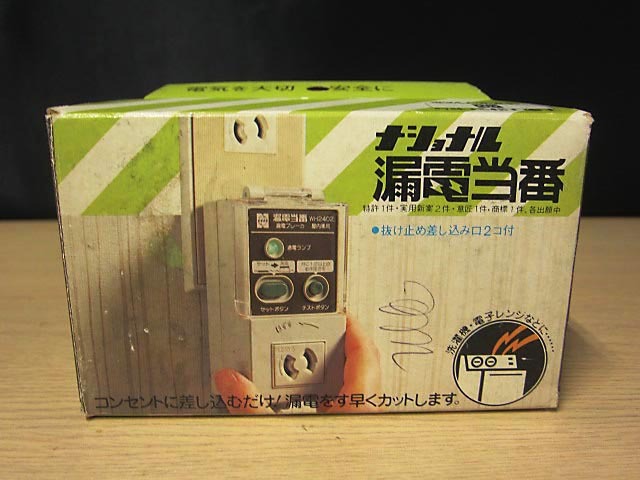 電気を大切 ●安全に
ナショナル
漏電当番
特許1件・実用新案2件・意匠1件・商標1件、各出願中
●抜け止め差し込み口2コ付
漏電当番 WH2402
漏電ブレーカ 屋内専用
通電ランプ
セットボタン
テストボタン
洗濯機・電子レンジなどに……
コンセントに差し込むだけ!漏電をす早くカットします。